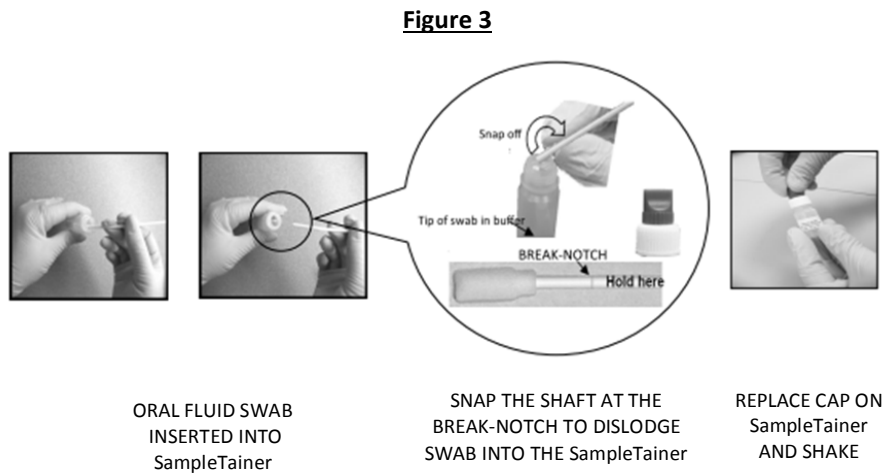 Figure 3
Snap off
Tip of swab in buffer
BREAK-NOTCH
Hold here
ORAL FLUID SWAB
INSERTED INTO
SampleTainer
SNAP THE SHAFT AT THE
BREAK-NOTCH TO DISLODGE
SWAB INTO THE SampleTainer
REPLACE CAP ON
SampleTainer
AND SHAKE